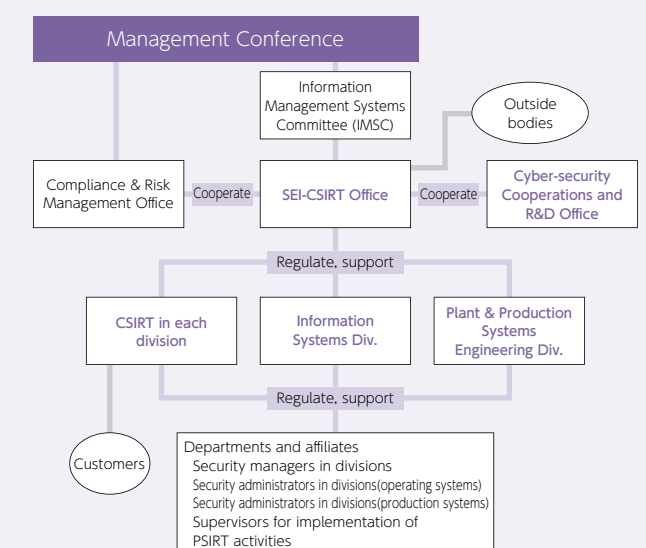 Management Conference
Information
Management Systems
Committee (IMSC)
Outside
bodies
Compliance & Risk
Management Office
Cooperate
SEI-CSIRT Office
Cooperate
Cyber-security
Cooperations and
R&D Office
Regulate, support
CSIRT in each
division
Information
Systems Div.
Plant & Production
Systems
Engineering Div.
Regulate, support
Customers
Departments and affiliates
Security managers in divisions
Security administrators in divisions(operating systems)
Security administrators in divisions(production systems)
Supervisors for implementation of
PSIRT activities